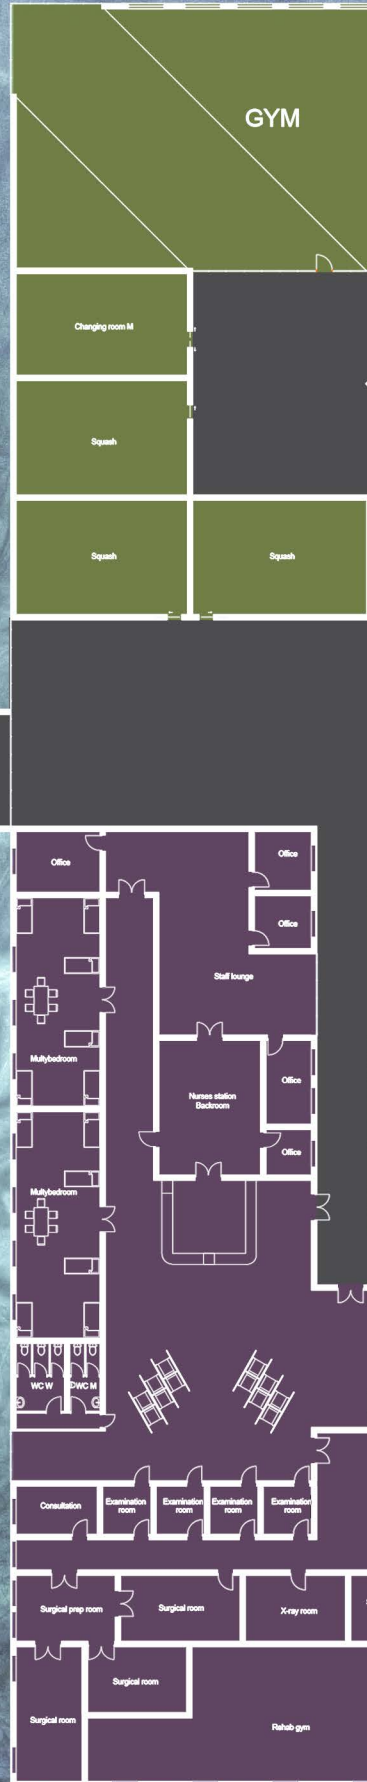 GYM
Changing room M
Squash
Squash
Squash
Office
Office
Office
Staff lounge
Multybedroom
Nurses station
Backroom
Office
Office
Multybedroom
WC W
WC M
Consultation
Examination
room
Examination
room
Examination
room
Examination
room
Surgical prep room
Surgical room
X-ray room
Surgical room
Surgical room
Rehab gym